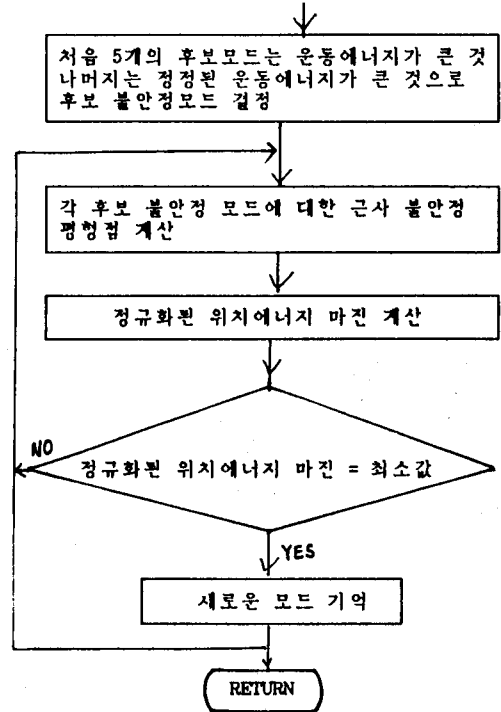 처음 5개의 후보모드는 운동에너지가 큰 것
나머지는 정정된 운동에너지가 큰 것으로
후보 불안정모드 결정
각 후보 불안정 모드에 대한 근사 불안정
평형점 계산
정규화된 위치에너지 마진 계산
NO
정규화된 위치에너지 마진 = 최소값
YES
새로운 모드 기억
RETURN